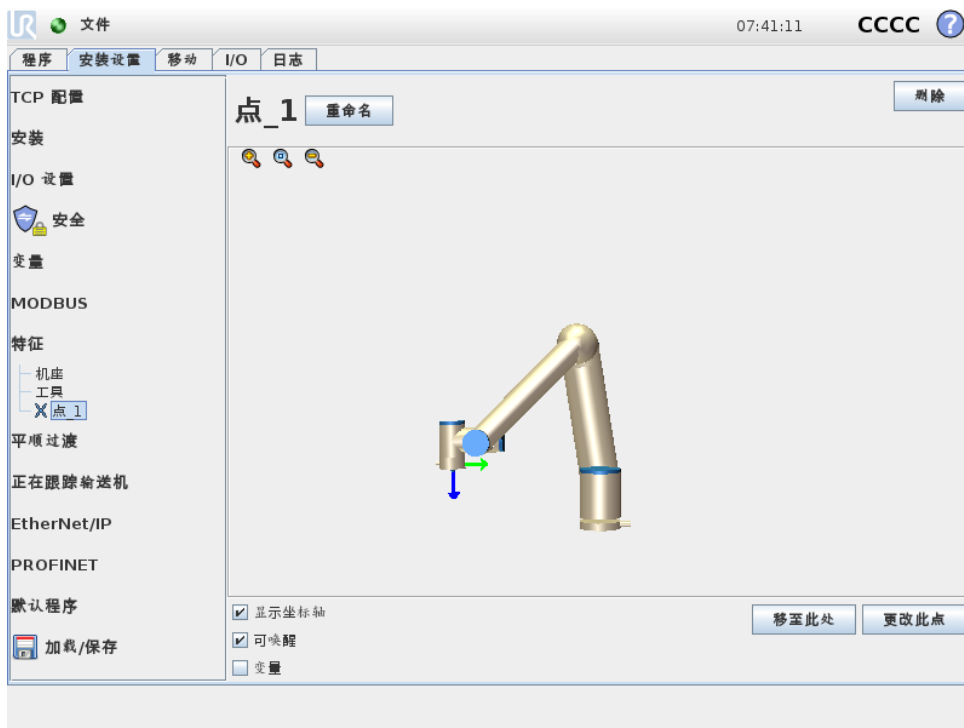 UR 文件 07:41:11 CCCC ?
程序 安装设置 移动 I/O 日志
TCP 配置
安装
I/O 设置
安全
变量
MODBUS
特征
机座
工具
点_1
平顺过渡
正在跟踪输送机
EtherNet/IP
PROFINET
默认程序
加载/保存
点_1 重命名 删除
显示坐标轴
可唤醒
变量
移至此处 更改此点